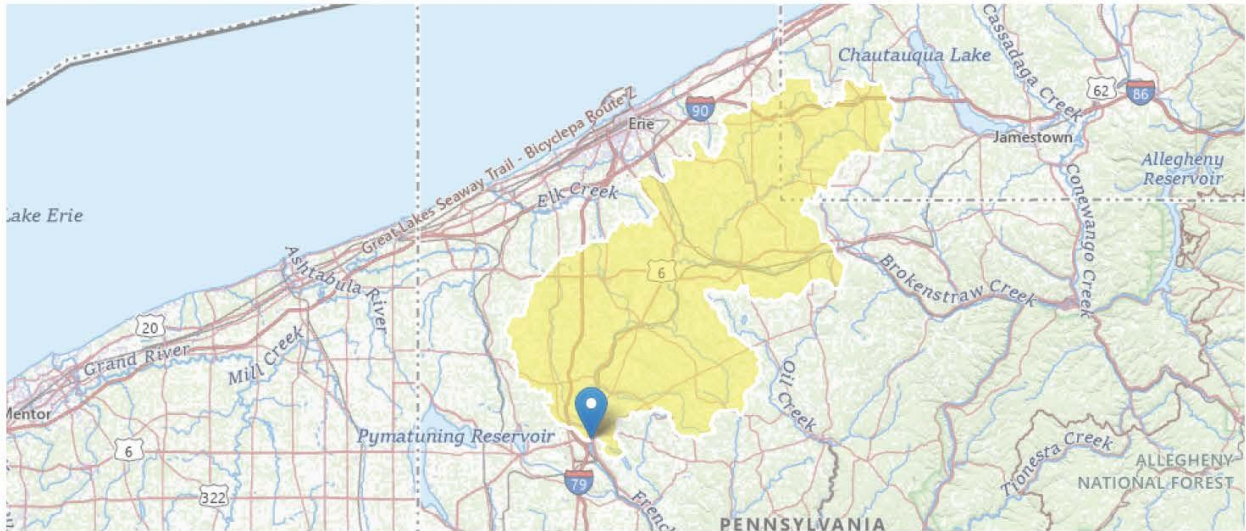 Chautauqua Lake
Cassadaga Creek
62
86
90
Erie
Jamestown
Great Lakes Seaway Trail - Bicyclepa Route Z
Allegheny
Reservoir
Elk Creek
Conewango Creek
Lake Erie
Ashtabula River
6
Brokenstraw Creek
20
Grand River
Mill Creek
Oil Creek
Mentor
Pymatuning Reservoir
6
Tionesta Creek
ALLEGHENY
NATIONAL FOREST
79
322
French
PENNSYLVANIA